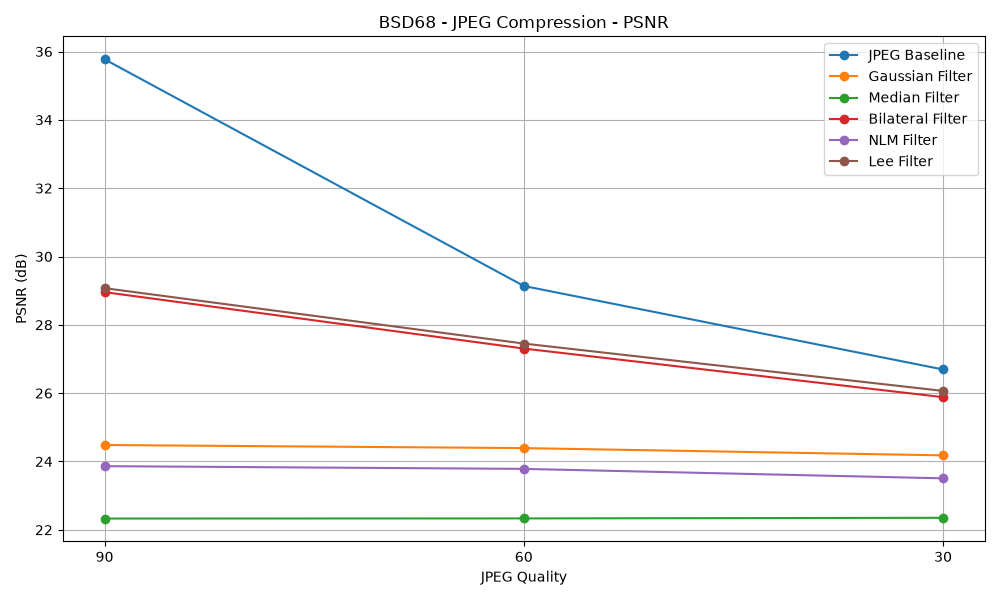 BSD68 - JPEG Compression - PSNR
36
34
32
30
28
26
24
22
PSNR (dB)
90
60
30
JPEG Quality
JPEG Baseline
Gaussian Filter
Median Filter
Bilateral Filter
NLM Filter
Lee Filter